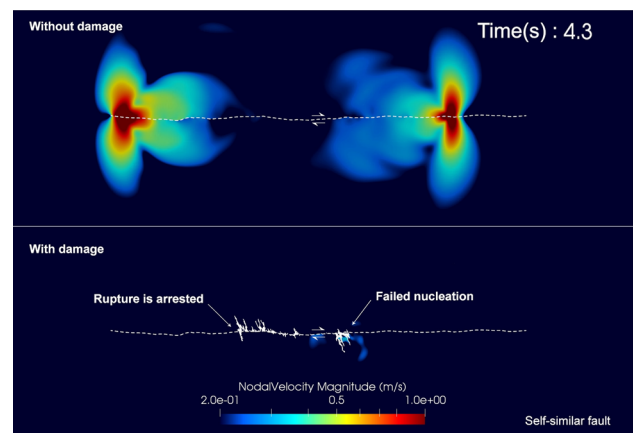 Without damage
Time(s) : 4.3
With damage
Rupture is arrested
Failed nucleation
NodalVelocity Magnitude (m/s)
2.0e-01 0.5 1.0e+00
Self-similar fault